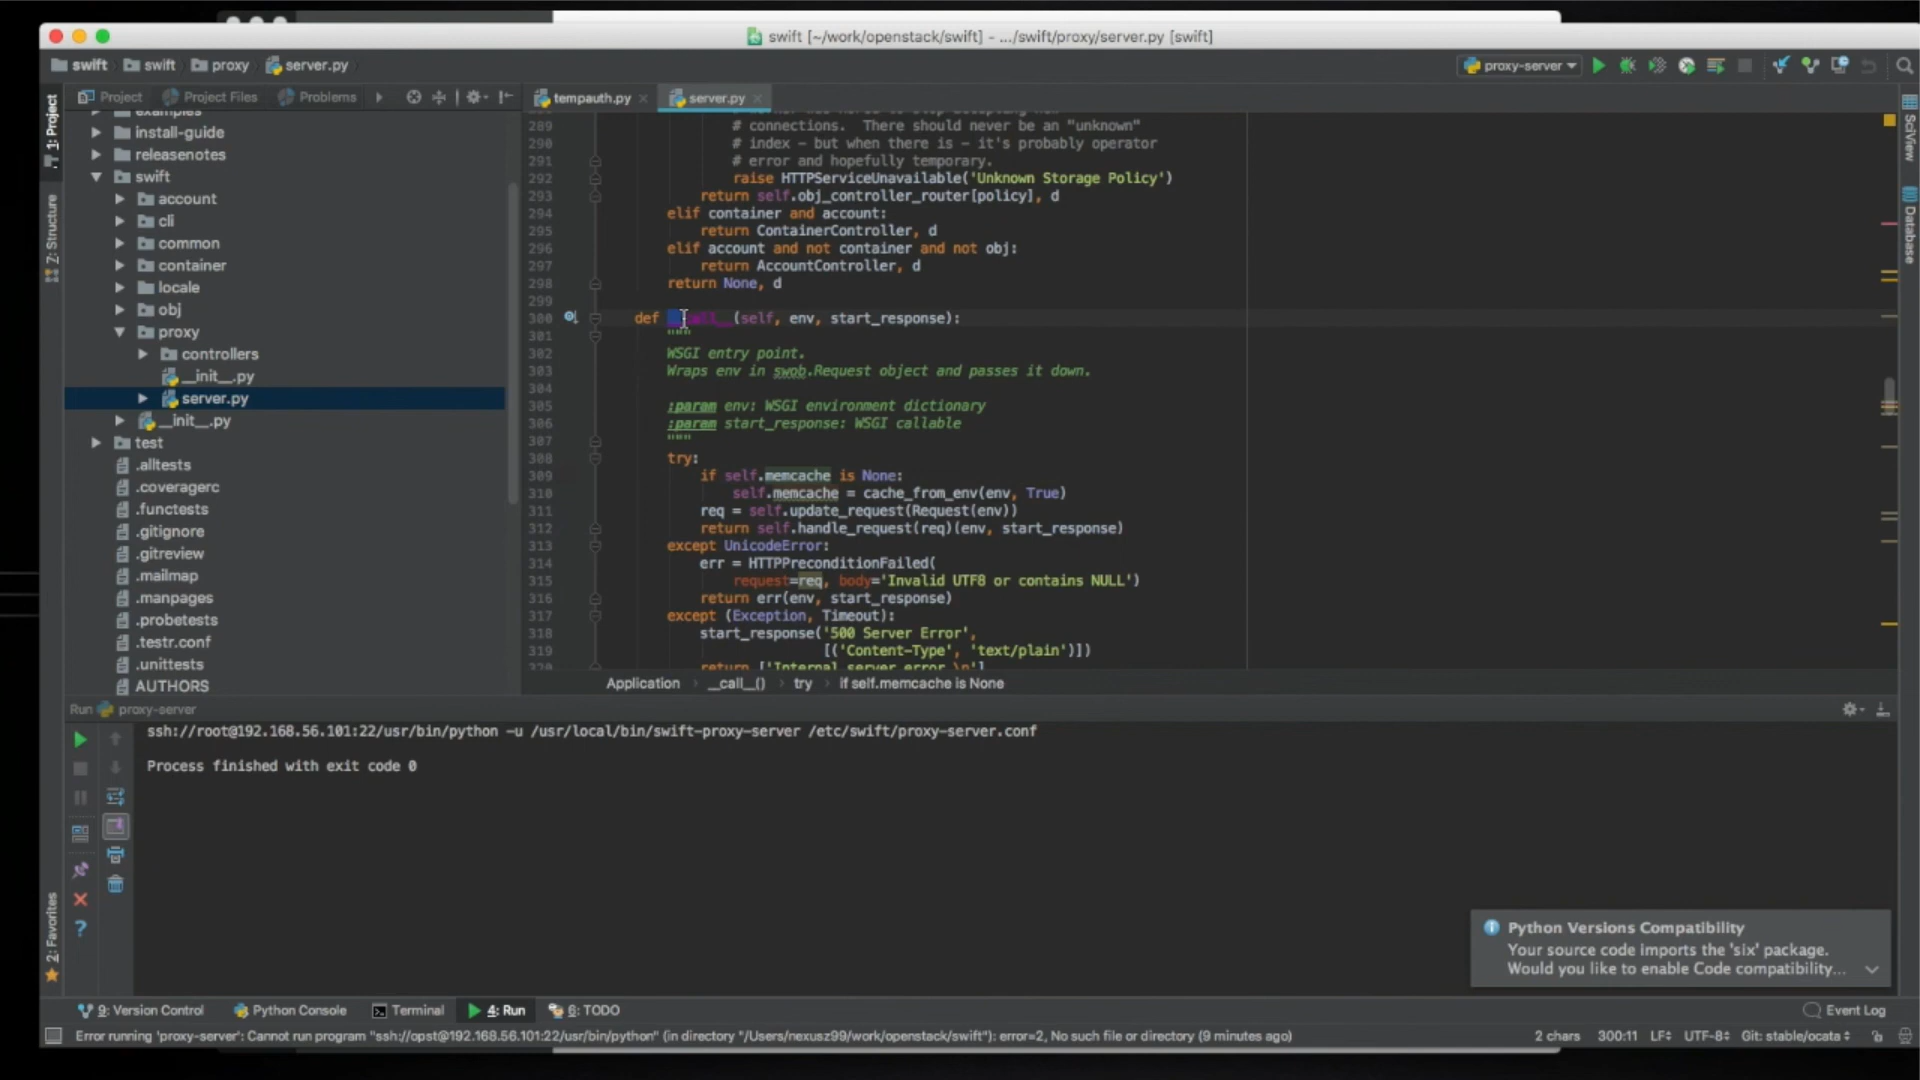 swift [~/work/openstack/swift] - .../swift/proxy/server.py [swift]
swift swift proxy server.py
proxy-server
Project Project Files Problems
tempauth.py server.py
1: Project
Z: Structure
2: Favorites
SciView
Database
examples
install-guide
releasenotes
swift
account
cli
common
container
locale
obj
proxy
controllers
__init__.py
server.py
__init__.py
test
.alltests
.coveragerc
.functests
.gitignore
.gitreview
.mailmap
.manpages
.probetests
.testr.conf
.unittests
AUTHORS
289 # connections.  There should never be an "unknown"
290 # index - but when there is - it's probably operator
291 # error and hopefully temporary.
292 raise HTTPServiceUnavailable('Unknown Storage Policy')
293 return self.obj_controller_router[policy], d
294 elif container and account:
295 return ContainerController, d
296 elif account and not container and not obj:
297 return AccountController, d
298 return None, d
299
300 def __call__(self, env, start_response):
301 """
302 WSGI entry point.
303 Wraps env in swob.Request object and passes it down.
304
305 :param env: WSGI environment dictionary
306 :param start_response: WSGI callable
307 """
308 try:
309 if self.memcache is None:
310 self.memcache = cache_from_env(env, True)
311 req = self.update_request(Request(env))
312 return self.handle_request(req)(env, start_response)
313 except UnicodeError:
314 err = HTTPPreconditionFailed(
315 request=req, body='Invalid UTF8 or contains NULL')
316 return err(env, start_response)
317 except (Exception, Timeout):
318 start_response('500 Server Error',
319 [('Content-Type', 'text/plain')])
320 return ['Internal server error.\n']
Application __call__() try if self.memcache is None
Run proxy-server
ssh://root@192.168.56.101:22/usr/bin/python -u /usr/local/bin/swift-proxy-server /etc/swift/proxy-server.conf
Process finished with exit code 0
Python Versions Compatibility
Your source code imports the 'six' package.
Would you like to enable Code compatibility...
9: Version Control Python Console Terminal 4: Run 6: TODO Event Log
Error running 'proxy-server': Cannot run program "ssh://opst@192.168.56.101:22/usr/bin/python" (in directory "/Users/nexusz99/work/openstack/swift"): error=2, No such file or directory (9 minutes ago) 2 chars 300:11 LF UTF-8 Git: stable/ocata